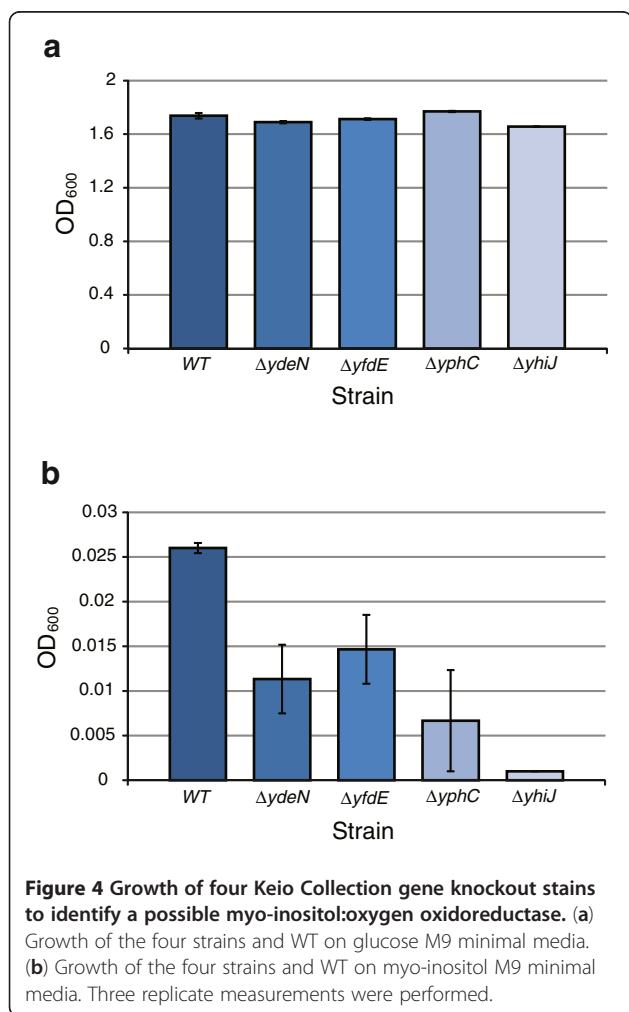 a
2
1.6
1.2
0.8
0.4
0
OD600
WT ΔydeN ΔyfdE ΔyphC ΔyhiJ
Strain
b
0.03
0.025
0.02
0.015
0.01
0.005
0
OD600
WT ΔydeN ΔyfdE ΔyphC ΔyhiJ
Strain
Figure 4 Growth of four Keio Collection gene knockout stains
to identify a possible myo-inositol:oxygen oxidoreductase. (a)
Growth of the four strains and WT on glucose M9 minimal media.
(b) Growth of the four strains and WT on myo-inositol M9 minimal
media. Three replicate measurements were performed.